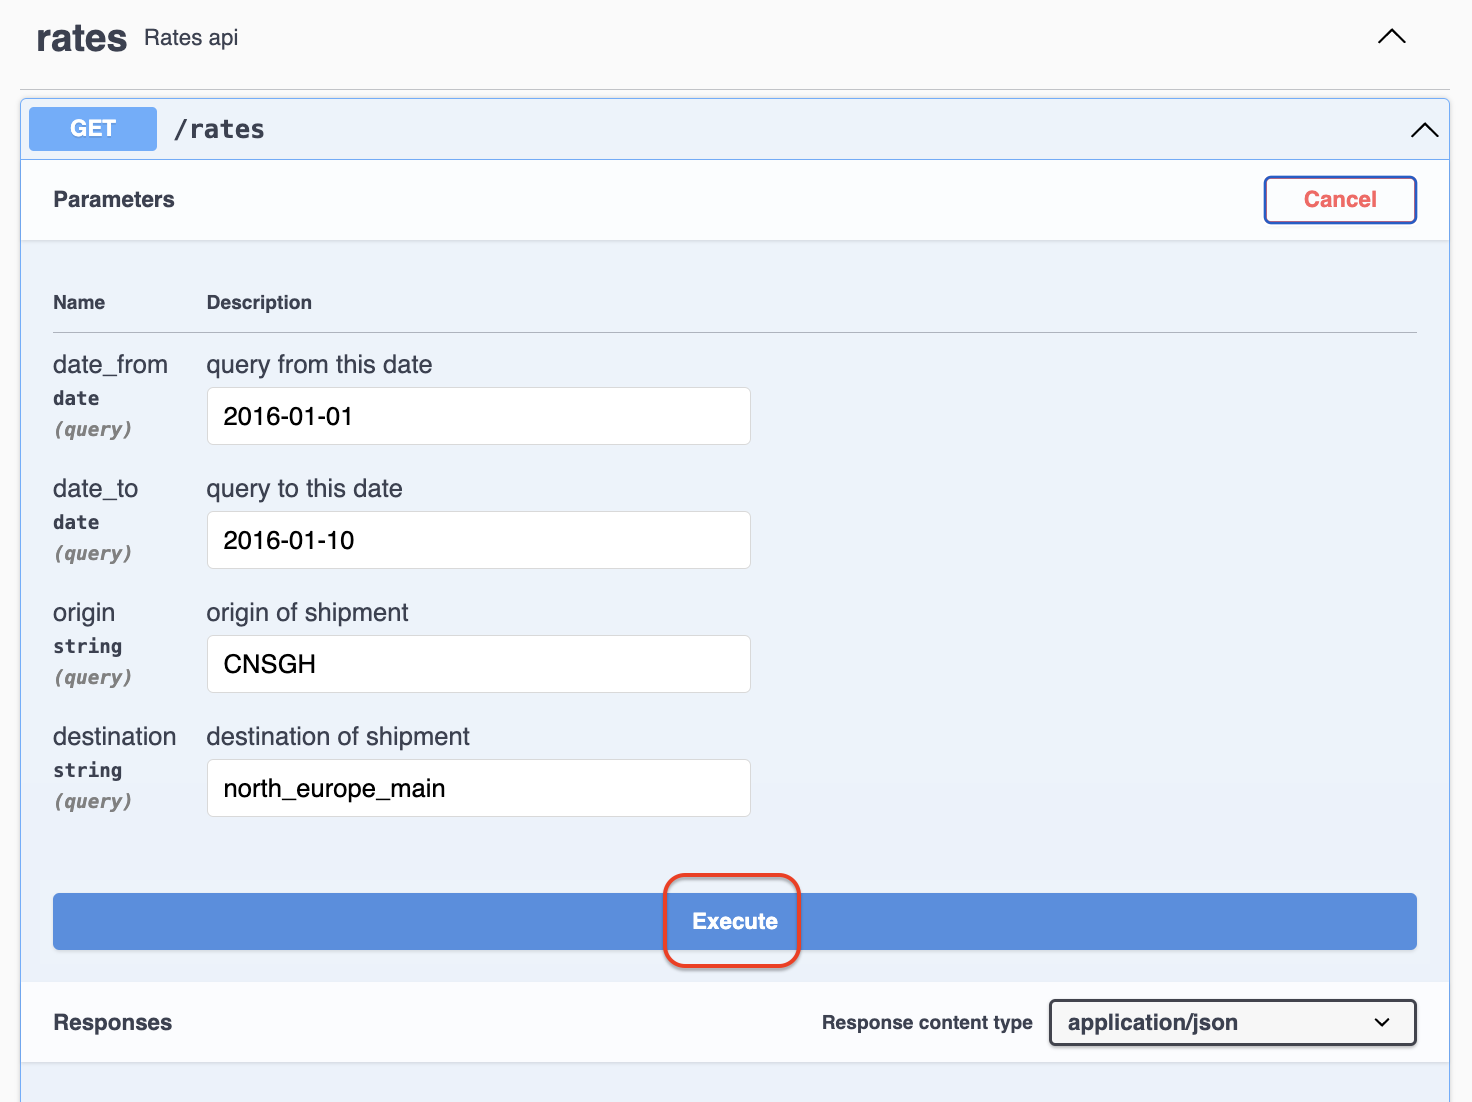 rates Rates api
GET /rates
Parameters Cancel
Name Description
date_from query from this date
date
(query) 2016-01-01
date_to query to this date
date
(query) 2016-01-10
origin origin of shipment
string
(query) CNSGH
destination destination of shipment
string
(query) north_europe_main
Execute
Responses Response content type application/json